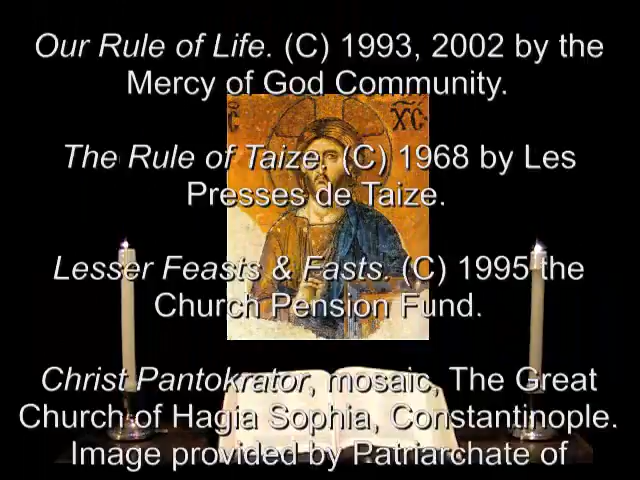 Our Rule of Life. (C) 1993, 2002 by the
Mercy of God Community.
The Rule of Taize. (C) 1968 by Les
Presses de Taize.
Lesser Feasts & Fasts. (C) 1995 the
Church Pension Fund.
Christ Pantokrator, mosaic, The Great
Church of Hagia Sophia, Constantinople.
Image provided by Patriarchate of